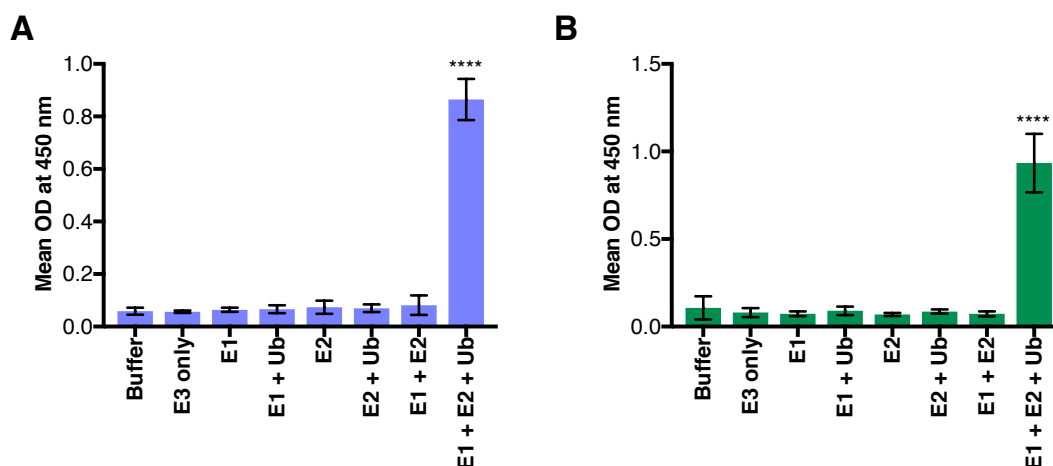 A
Mean OD at 450 nm
1.0
0.8
0.6
0.4
0.2
0.0
****
Buffer
E3 only
E1
E1 + Ub
E2
E2 + Ub
E1 + E2
E1 + E2 + Ub
B
Mean OD at 450 nm
1.5
1.0
0.5
0.0
****
Buffer
E3 only
E1
E1 + Ub
E2
E2 + Ub
E1 + E2
E1 + E2 + Ub